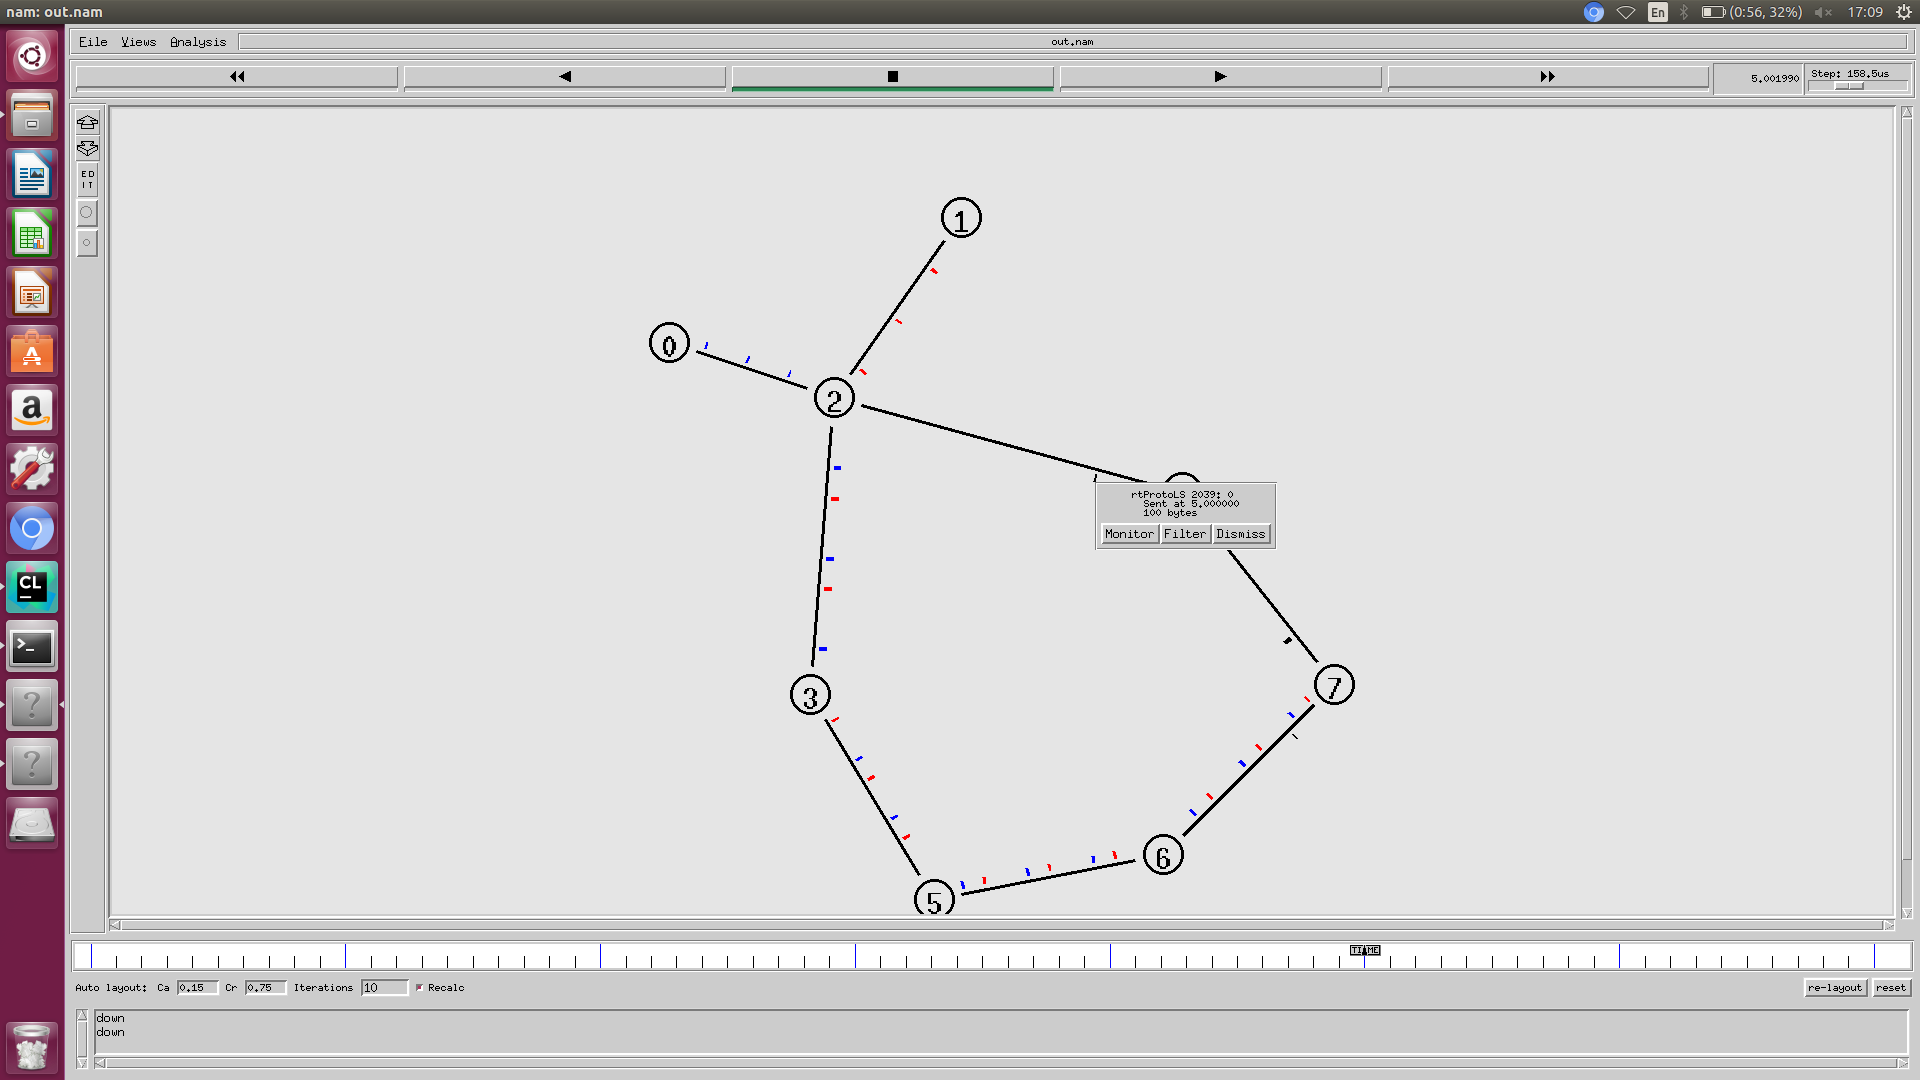 nam: out.nam
En
(0:56, 32%)
17:09
File Views Analysis
out.nam
5.001990
Step: 158.5us
ED
IT
1
0
2
rtProtoLS 2039: 0
Sent at 5.000000
100 bytes
Monitor Filter Dismiss
3
7
6
5
a
CL
>_
?
?
TIME
Auto layout: Ca 0.15 Cr 0.75 Iterations 10 Recalc
re-layout reset
down
down